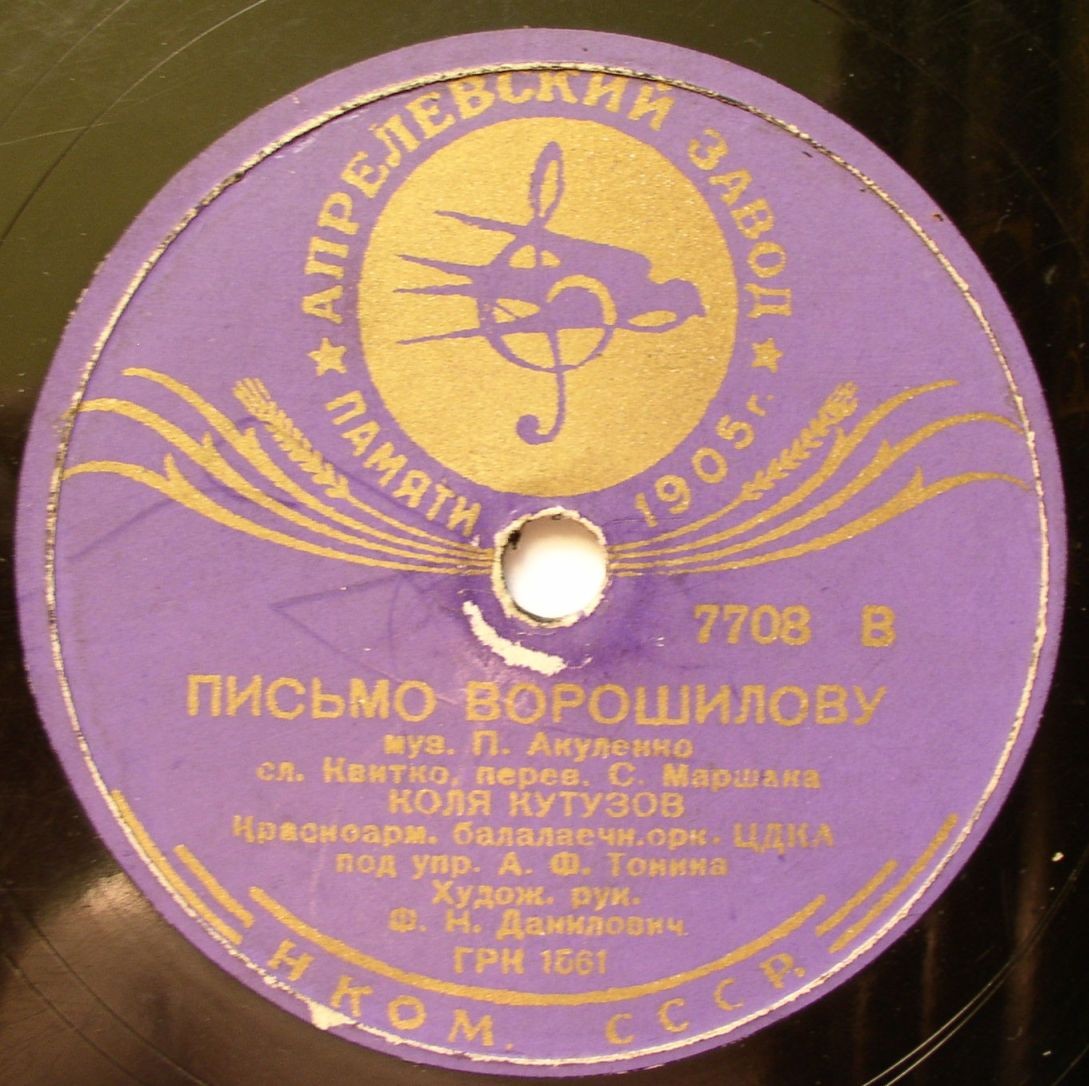 АПРЕЛЕВСКИЙ ЗАВОД
ПАМЯТИ 1905 г.
7708 В
ПИСЬМО ВОРОШИЛОВУ
муз. П. Акуленко
сл. Квитко, перев. С. Маршака
КОЛЯ КУТУЗОВ
Красноарм. балалаечн.орк. ЦДКА
под упр. А. Ф. Тонина
Худож. рук.
Ф. Н. Данилович
ГРК 1561
НКОМ. СССР.